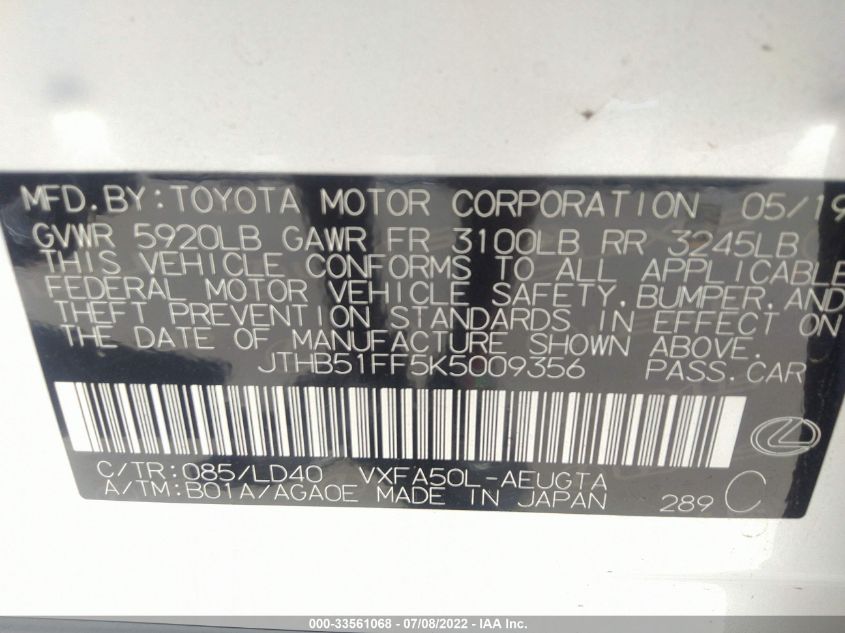 MFD.BY:TOYOTA MOTOR CORPORATION 05/19
GVWR 5920LB GAWR FR 3100LB RR 3245LB
THIS VEHICLE CONFORMS TO ALL APPLICABLE
FEDERAL MOTOR VEHICLE SAFETY,BUMPER,AND
THEFT PREVENTION STANDARDS IN EFFECT ON
THE DATE OF MANUFACTURE SHOWN ABOVE.
JTHB51FF5K5009356 PASS.CAR
C/TR:085/LD40 VXFA50L-AEUGTA
A/TM:B01A/AGA0E MADE IN JAPAN 289 C
000-33561068 - 07/08/2022 - IAA Inc.